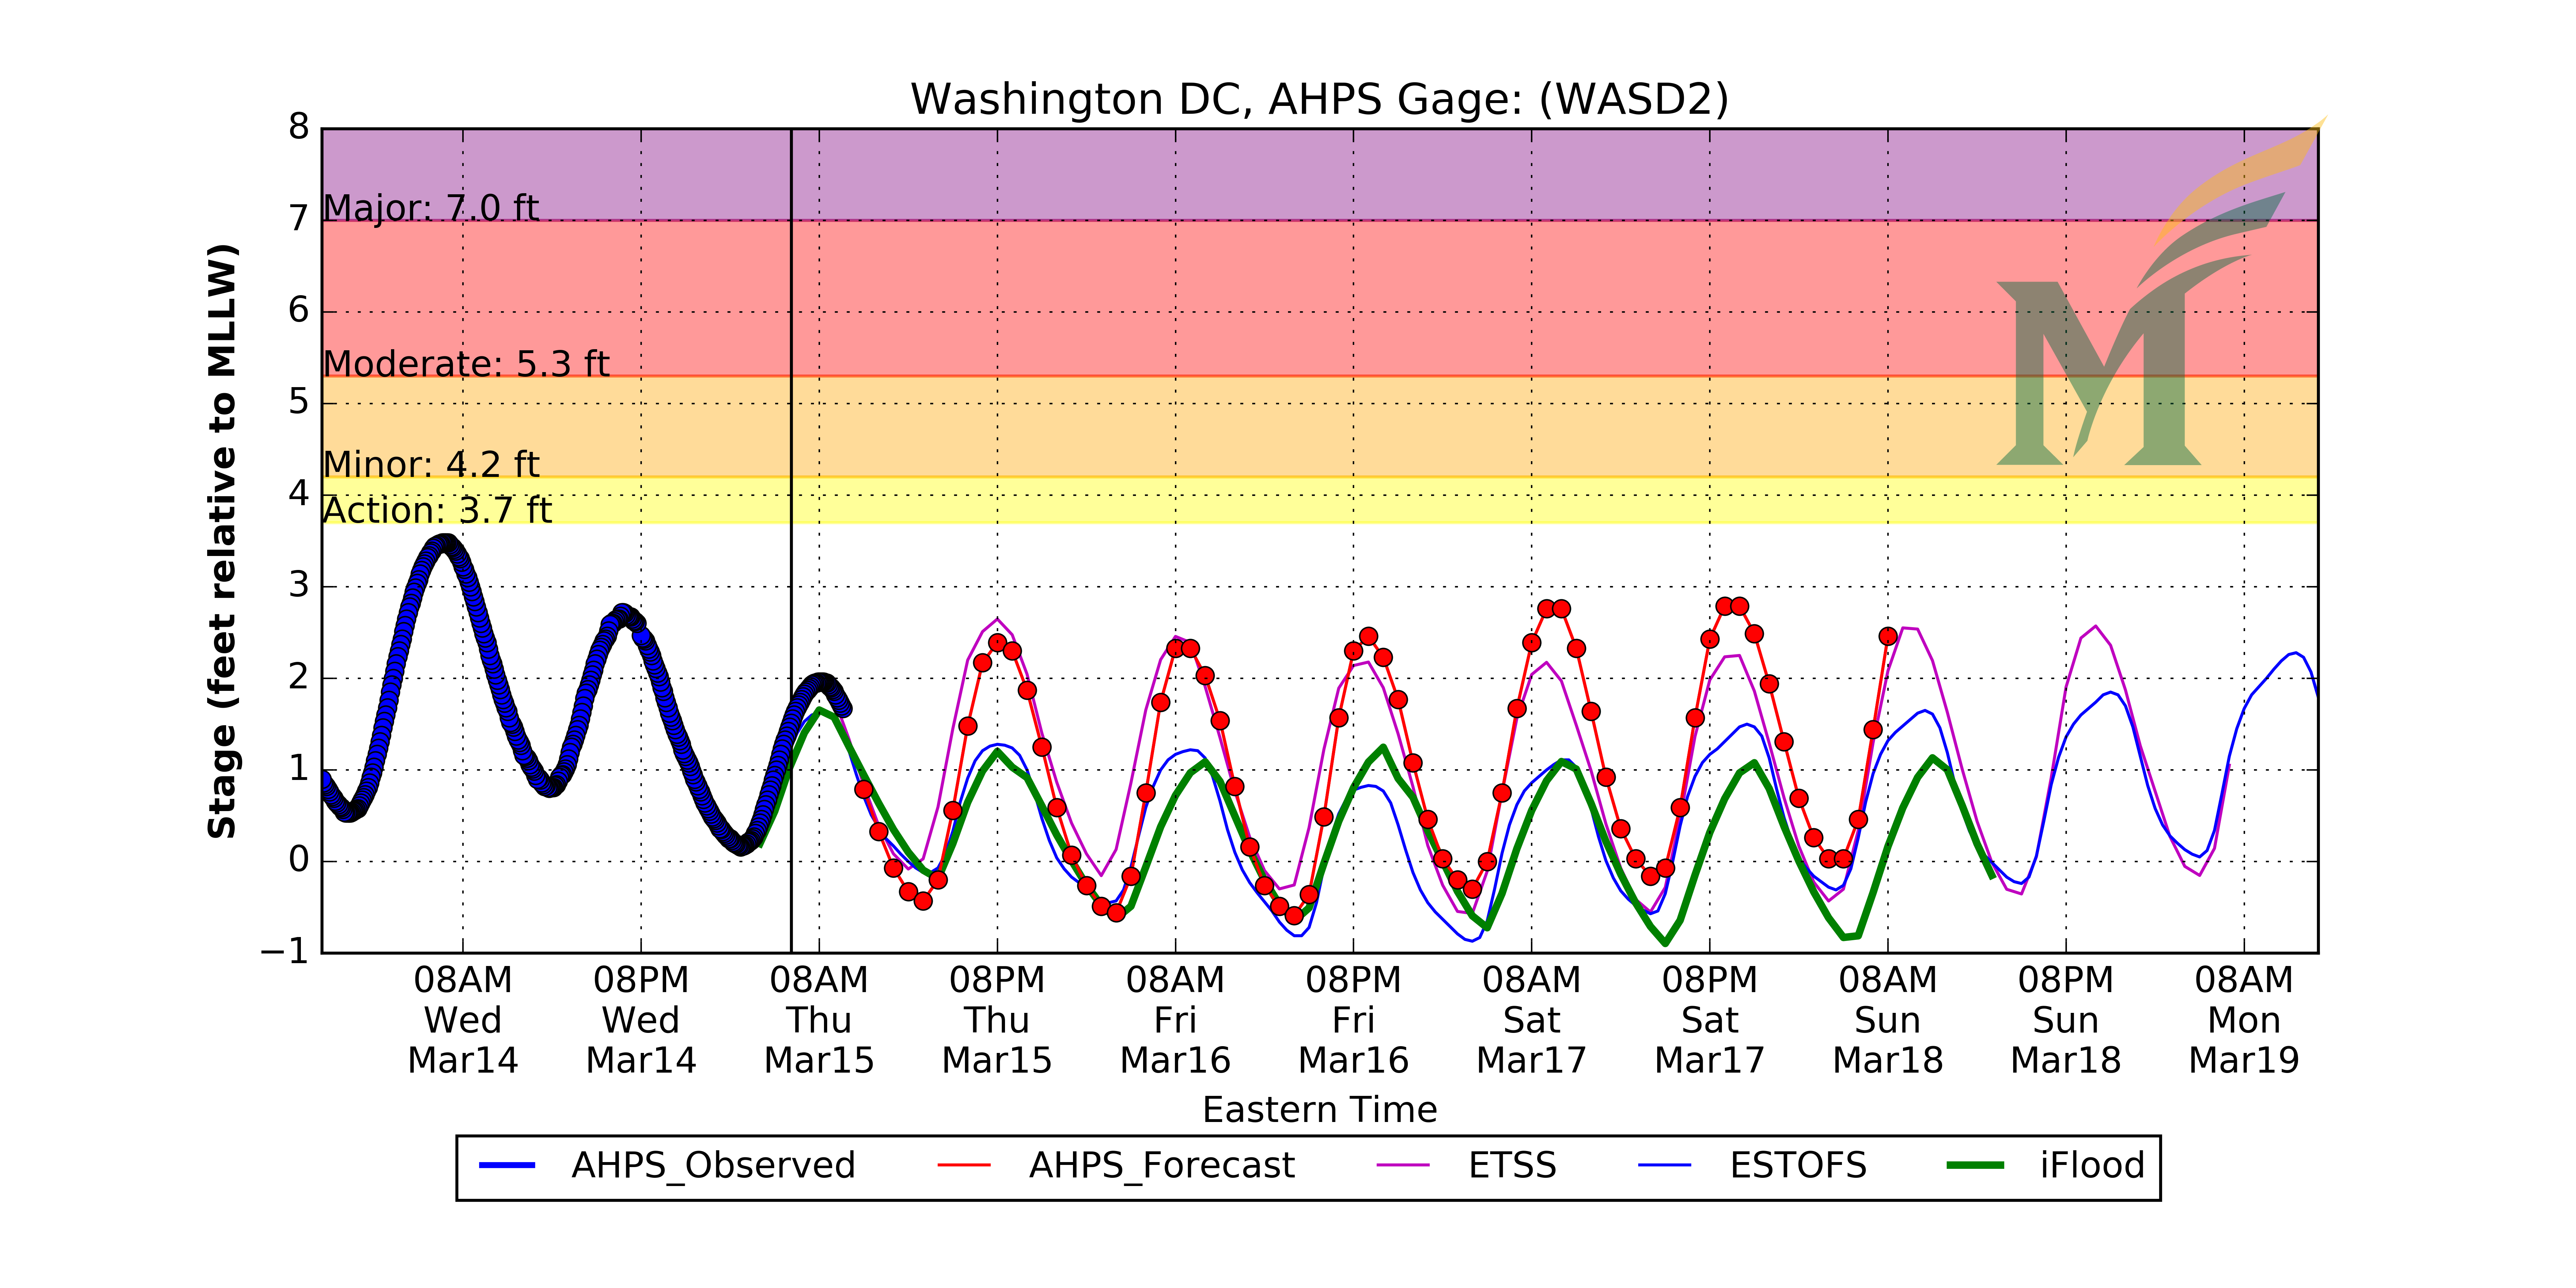 Washington DC, AHPS Gage: (WASD2)
Stage (feet relative to MLLW)
8
7
6
5
4
3
2
1
0
−1
Major: 7.0 ft
Moderate: 5.3 ft
Minor: 4.2 ft
Action: 3.7 ft
08AM 08PM 08AM 08PM 08AM 08PM 08AM 08PM 08AM 08PM 08AM
Wed Wed Thu Thu Fri Fri Sat Sat Sun Sun Mon
Mar14 Mar14 Mar15 Mar15 Mar16 Mar16 Mar17 Mar17 Mar18 Mar18 Mar19
Eastern Time
AHPS_Observed AHPS_Forecast ETSS ESTOFS iFlood
M